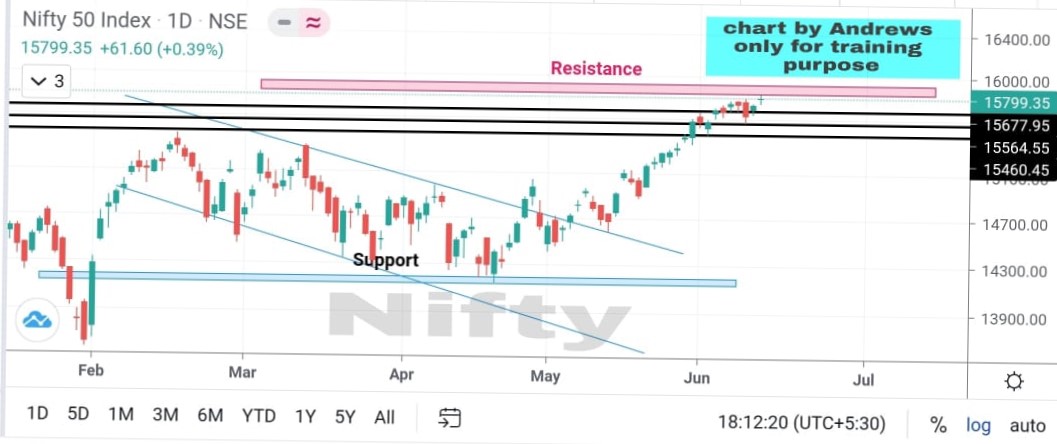 Nifty 50 Index · 1D · NSE
15799.35 +61.60 (+0.39%)
3
chart by Andrews
only for training
purpose
Resistance
16400.00
16000.00
15799.35
15677.95
15564.55
15460.45
14700.00
14300.00
13900.00
Support
Nifty
Feb Mar Apr May Jun Jul
1D 5D 1M 3M 6M YTD 1Y 5Y All
18:12:20 (UTC+5:30) % log auto